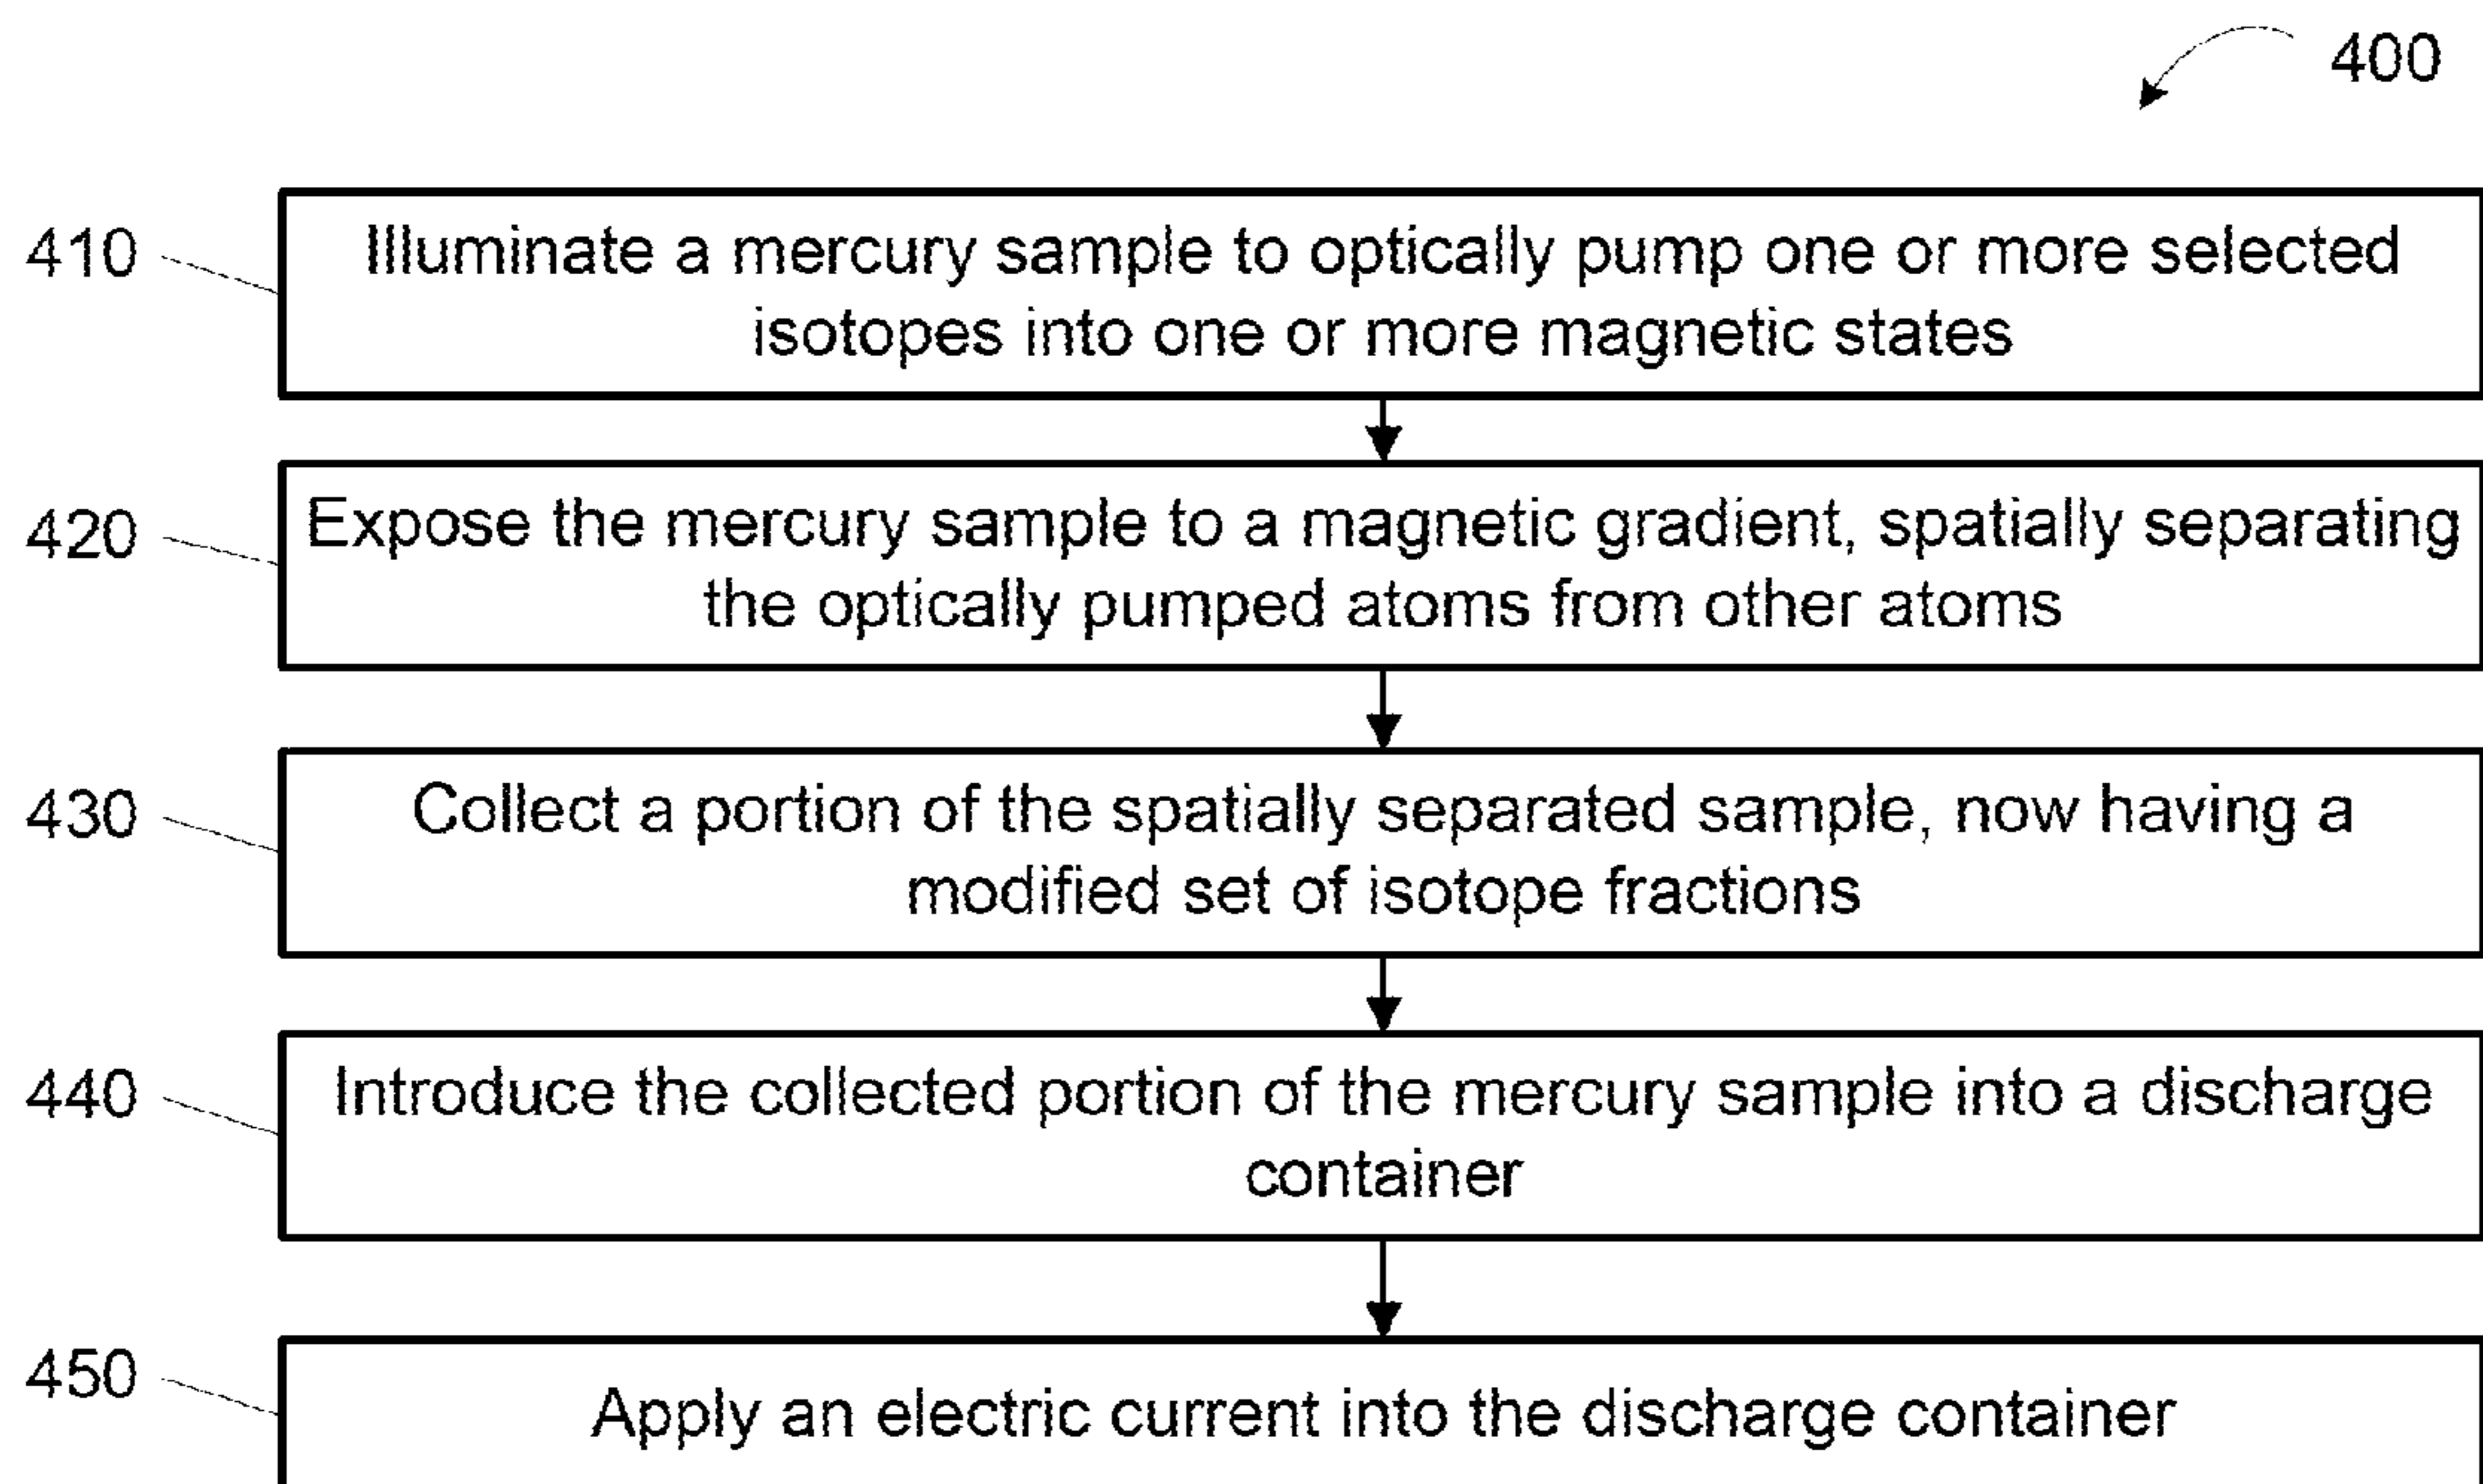 400
410
Illuminate a mercury sample to optically pump one or more selected
isotopes into one or more magnetic states
420
Expose the mercury sample to a magnetic gradient, spatially separating
the optically pumped atoms from other atoms
430
Collect a portion of the spatially separated sample, now having a
modified set of isotope fractions
440
Introduce the collected portion of the mercury sample into a discharge
container
450
Apply an electric current into the discharge container